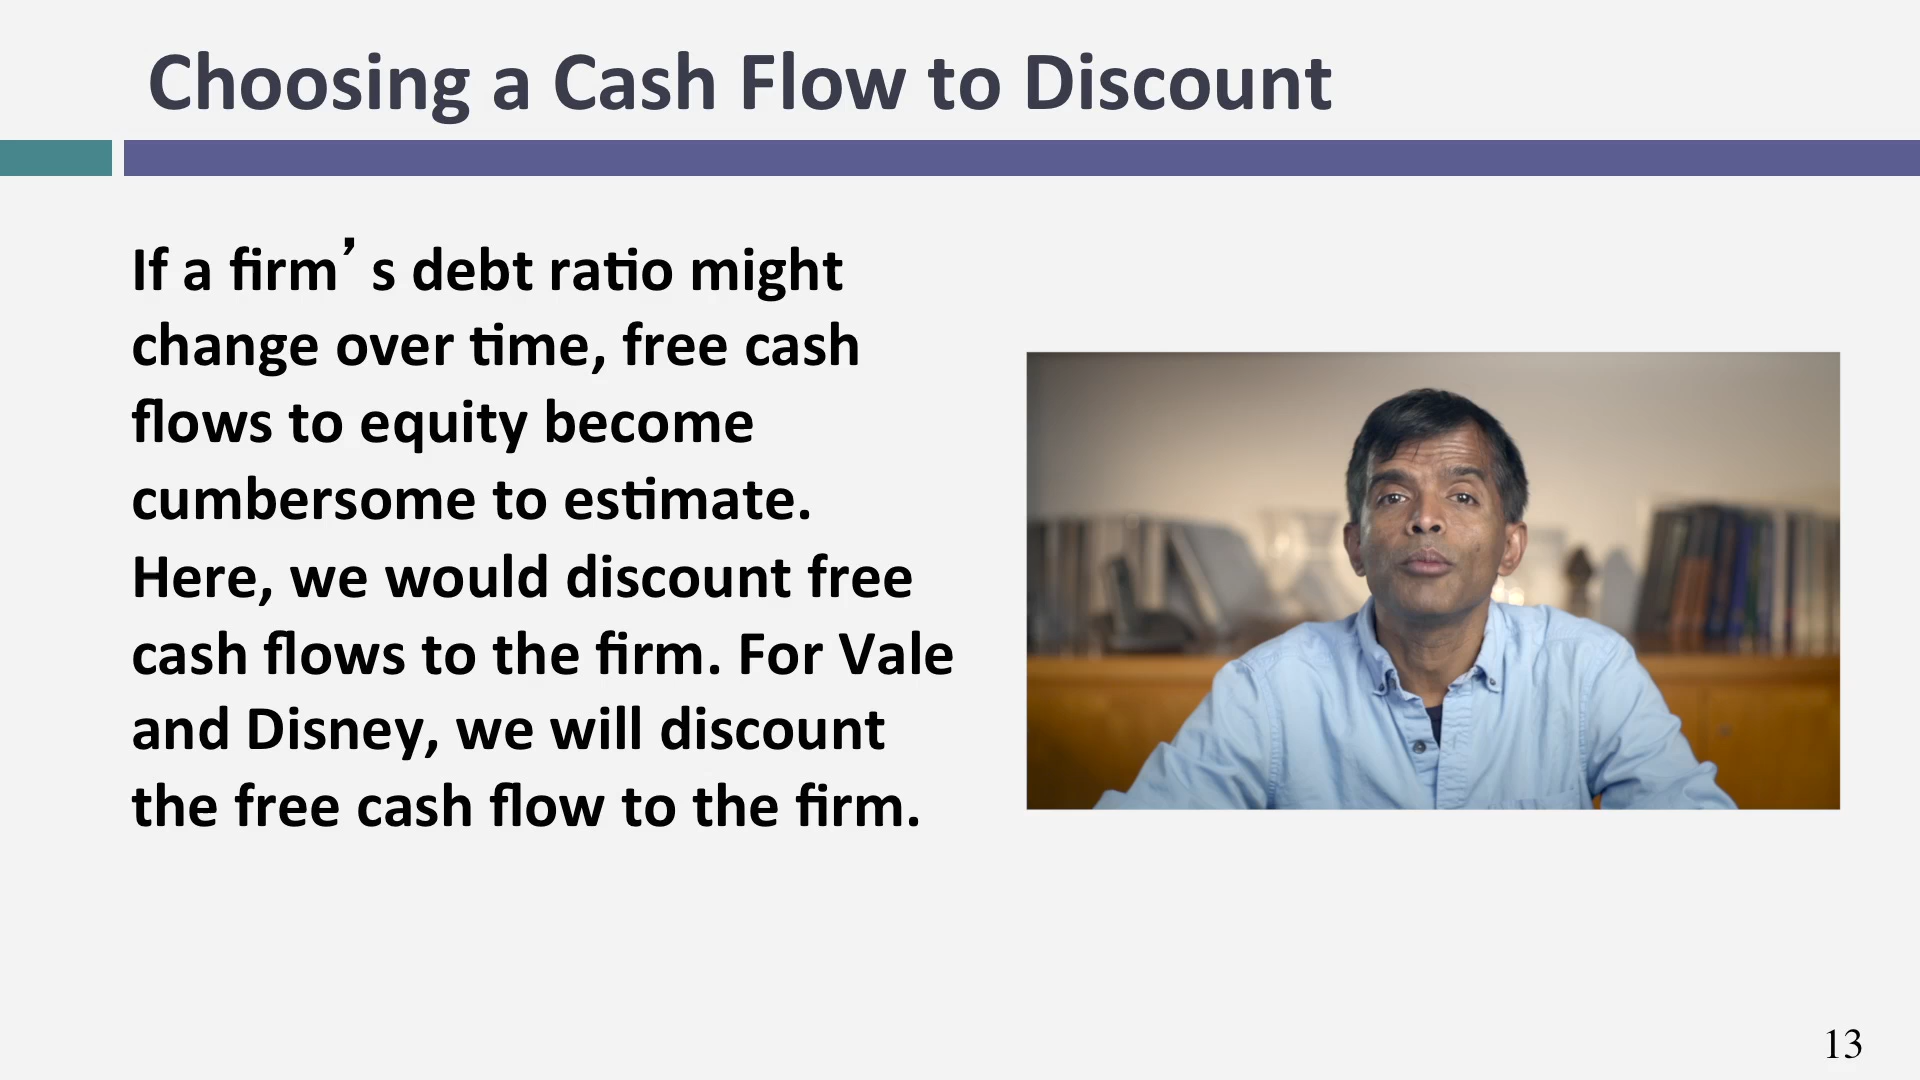 Choosing a Cash Flow to Discount
If a firm’s debt ratio might
change over time, free cash
flows to equity become
cumbersome to estimate.
Here, we would discount free
cash flows to the firm. For Vale
and Disney, we will discount
the free cash flow to the firm.
13